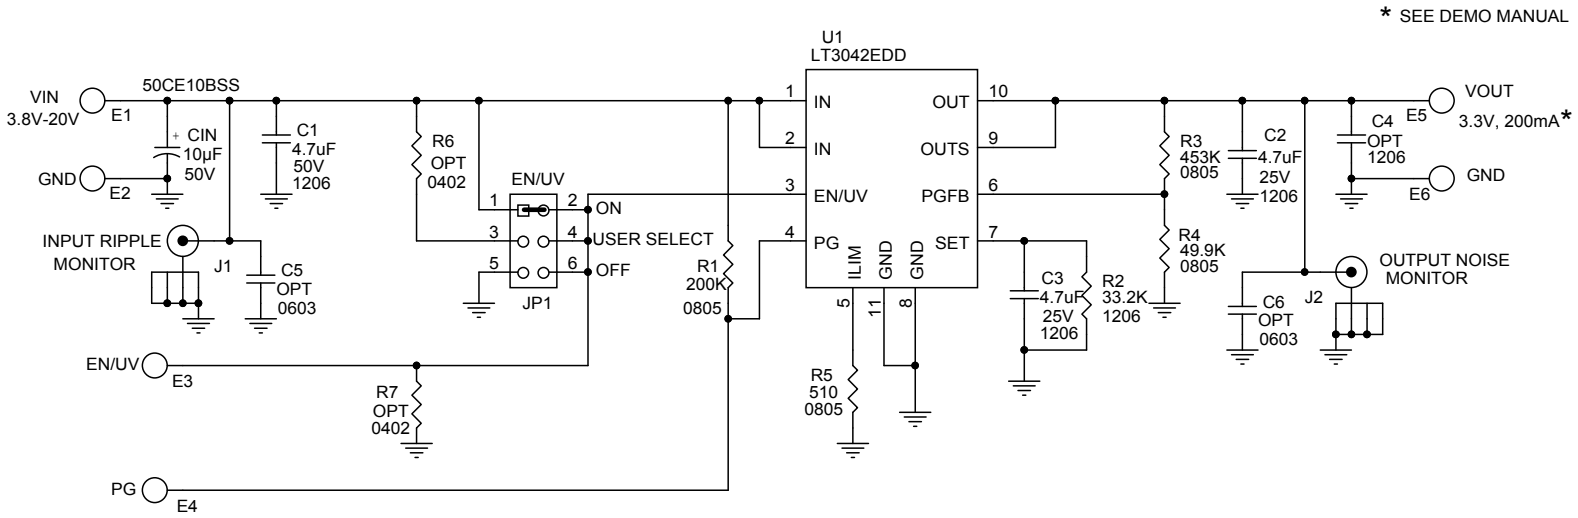 * SEE DEMO MANUAL
U1
LT3042EDD
VIN
3.8V-20V
E1
50CE10BSS
+
CIN
10µF
50V
GND
E2
C1
4.7uF
50V
1206
R6
OPT
0402
EN/UV
1
2
ON
3
4
USER SELECT
5
6
OFF
JP1
INPUT RIPPLE
MONITOR
J1
C5
OPT
0603
R1
200K
0805
1
IN
2
IN
3
EN/UV
4
PG
ILIM
5
GND
11
GND
8
10
OUT
9
OUTS
6
PGFB
7
SET
R5
510
0805
C3
4.7uF
25V
1206
R2
33.2K
1206
R3
453K
0805
R4
49.9K
0805
C2
4.7uF
25V
1206
C4
OPT
1206
E5
VOUT
3.3V, 200mA*
E6
GND
OUTPUT NOISE
MONITOR
J2
C6
OPT
0603
EN/UV
E3
R7
OPT
0402
PG
E4